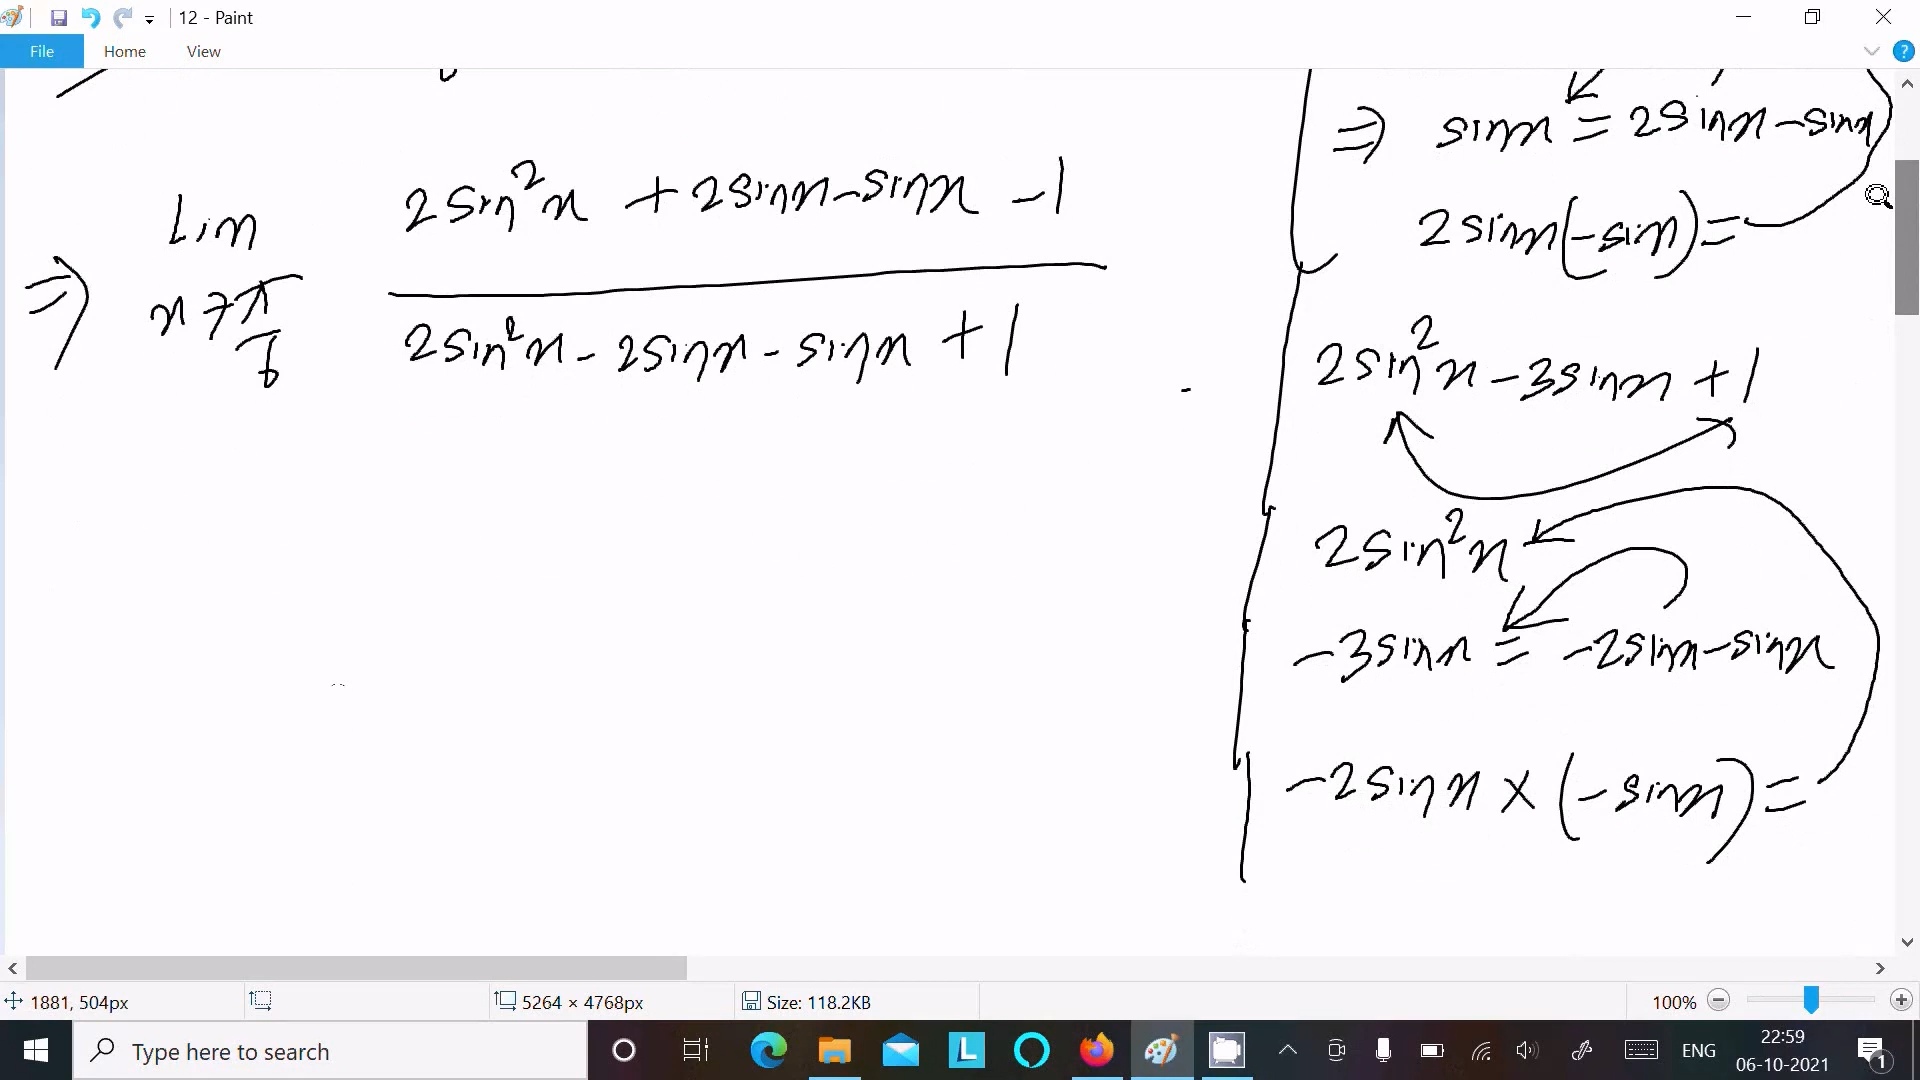 12 - Paint
File Home View
⇒ sinx = 2sinx - sinx
2sinx(-sinx) =
⇒ Lim x→π/6 (2sin²x + 2sinx - sinx - 1) / (2sin²x - 2sinx - sinx + 1)
2sin²x - 3sinx + 1
2sin²x
-3sinx = -2sinx - sinx
-2sinx × (-sinx) =
1881, 504px 5264 × 4768px Size: 118.2KB 100%
Type here to search
ENG
22:59
06-10-2021
1